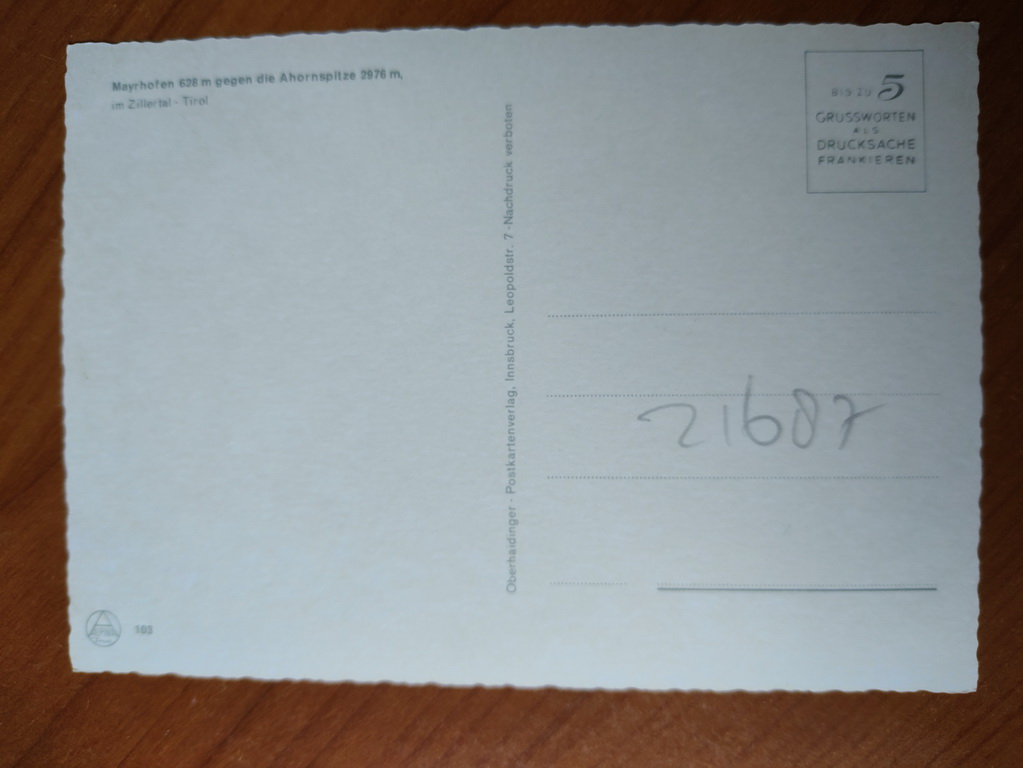 Mayrhofen 628 m gegen die Ahornspitze 2976 m,
im Zillertal - Tirol
BIS ZU 5
GRUSSWORTEN
ALS
DRUCKSACHE
FRANKIEREN
Oberhaidinger - Postkartenverlag, Innsbruck, Leopoldstr. 7 - Nachdruck verboten
21687
105